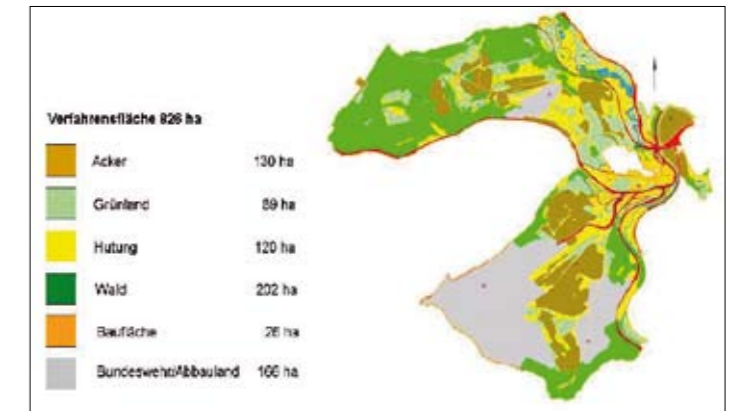 Verfahrensfläche 826 ha
Acker 130 ha
Grünland 89 ha
Hutung 120 ha
Wald 202 ha
Baufläche 26 ha
Bundeswehr/Abbauland 166 ha